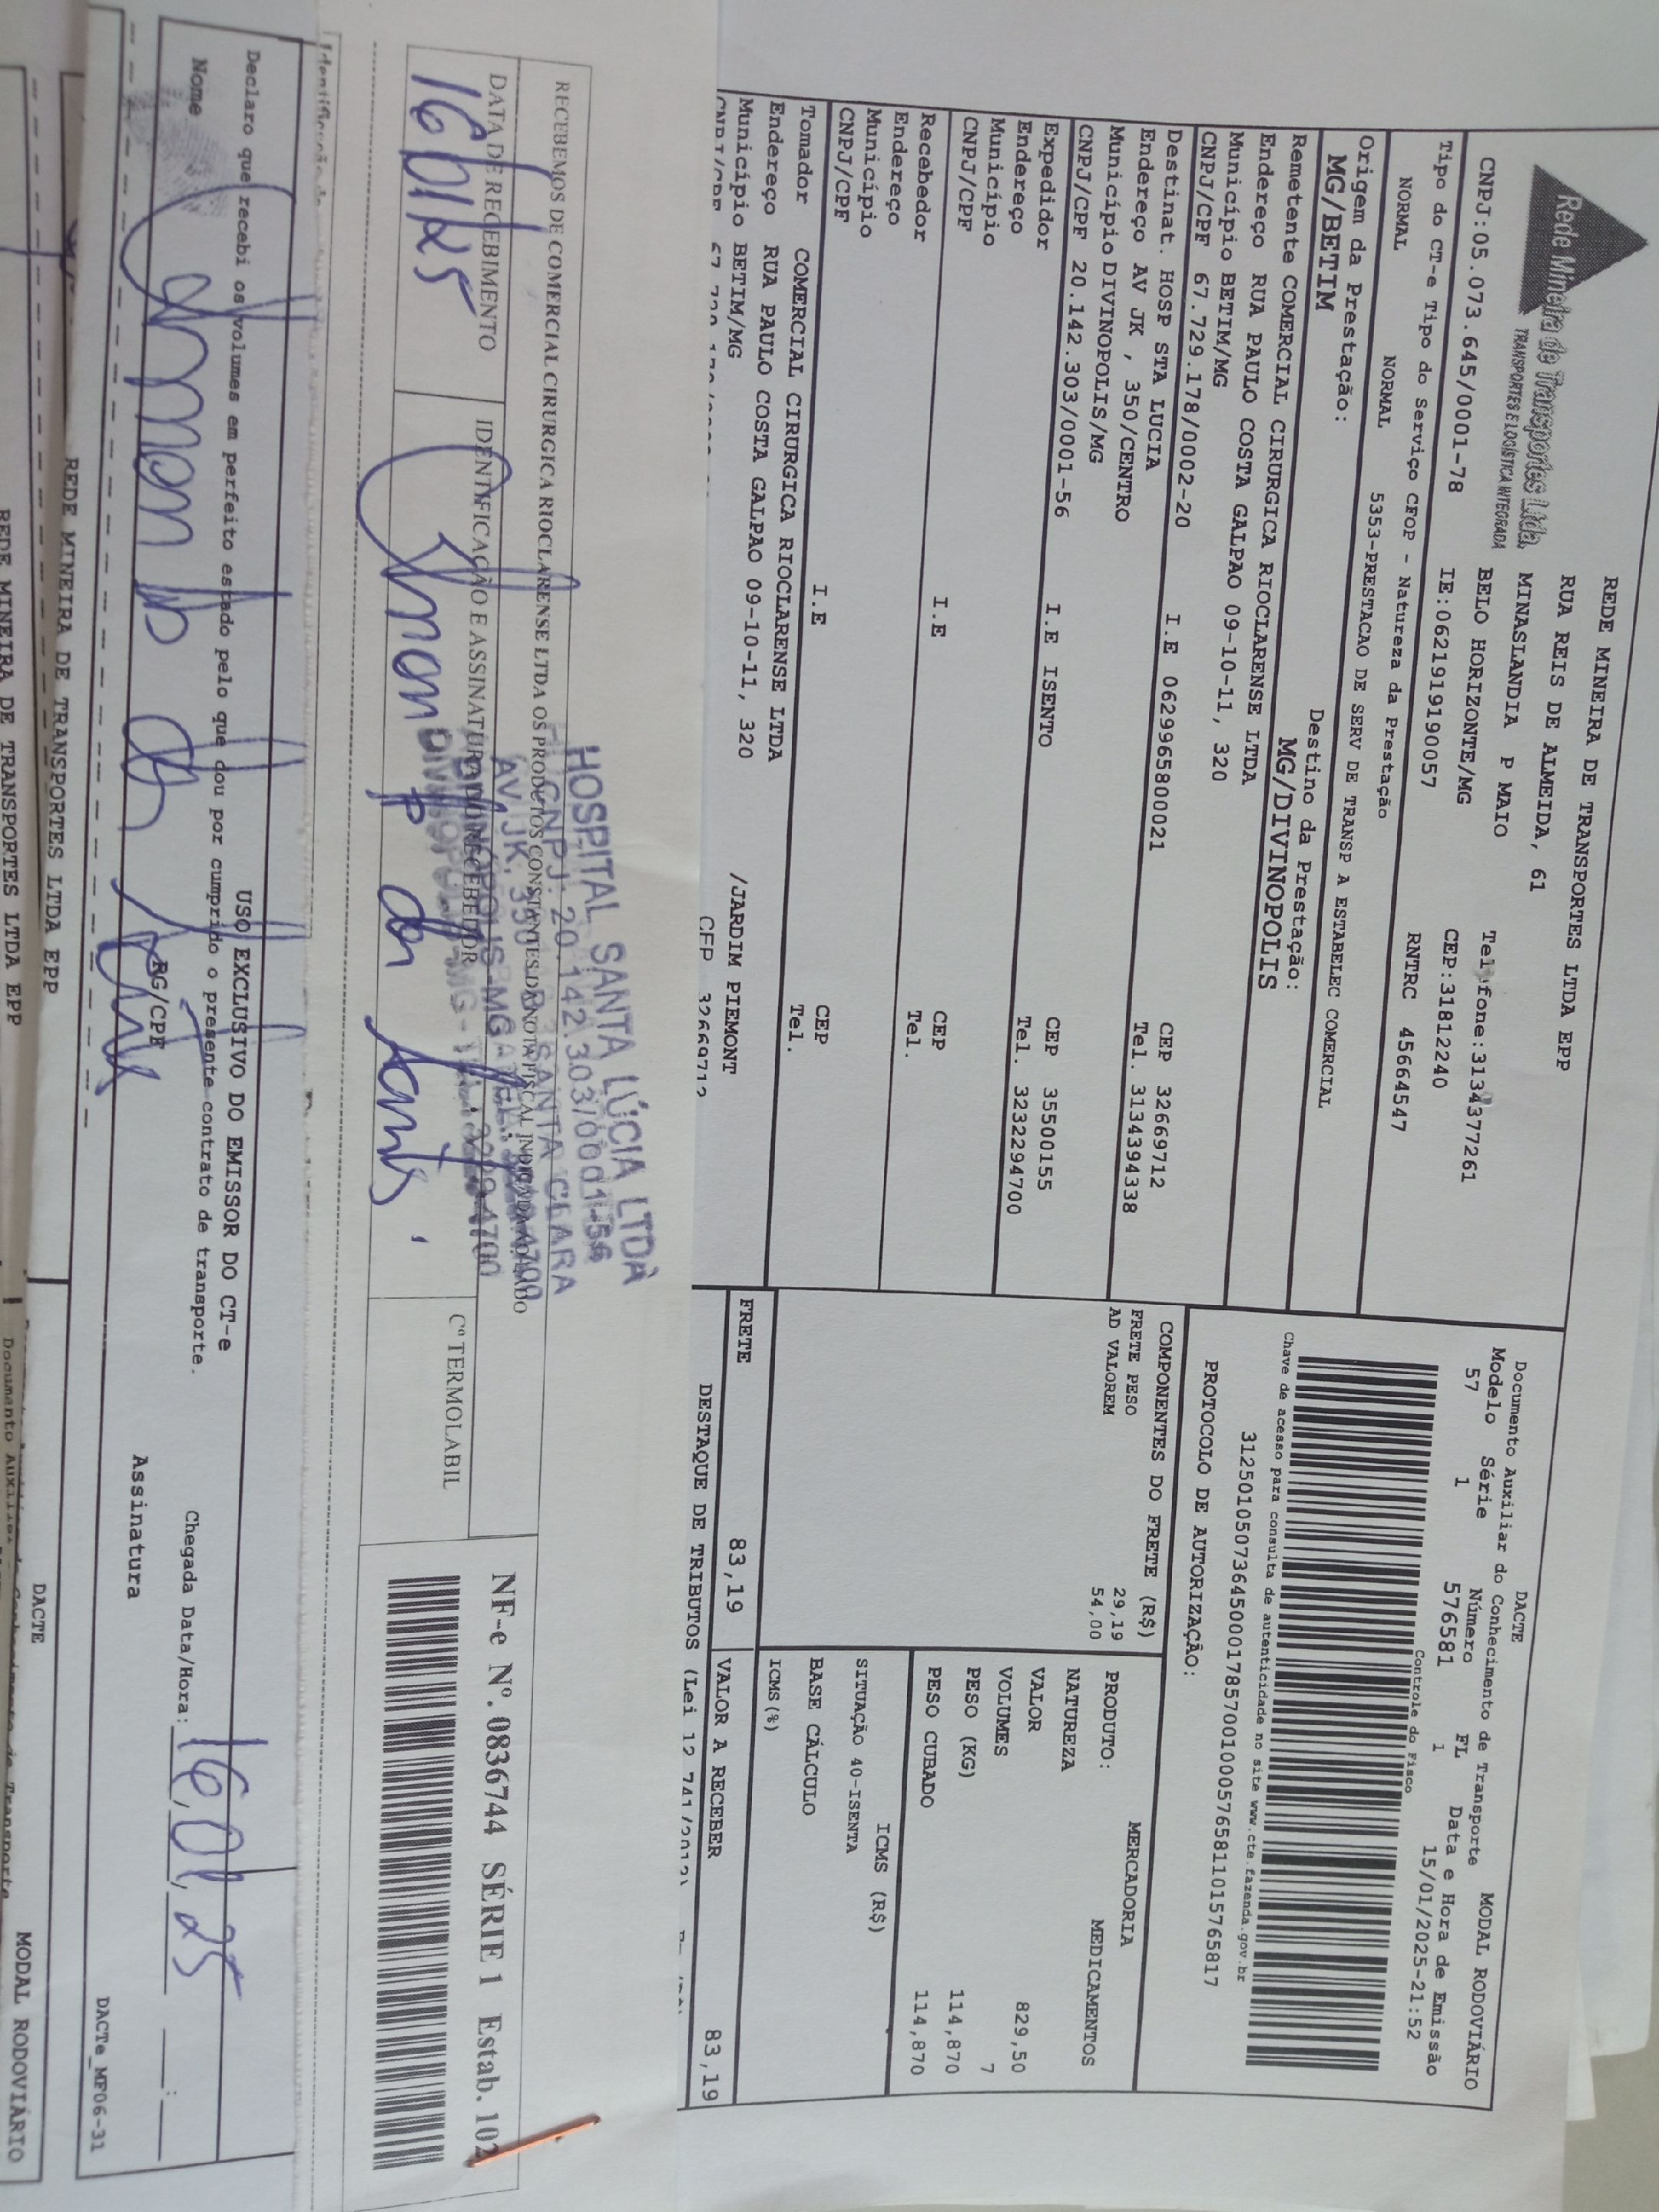 Rede Mineira de Transportes Ltda.
TRANSPORTES E LOGÍSTICA INTEGRADA
REDE MINEIRA DE TRANSPORTES LTDA EPP
RUA REIS DE ALMEIDA, 61
MINASLANDIA P MAIO
BELO HORIZONTE/MG
Telefone:3134377261
CNPJ:05.073.645/0001-78
IE:0621919190057
CEP:31812240
Tipo do CT-e Tipo do Serviço CFOP - Natureza da Prestação
RNTRC 45664547
NORMAL NORMAL 5353-PRESTACAO DE SERV DE TRANSP A ESTABELEC COMERCIAL
Origem da Prestação:
Destino da Prestação:
MG/BETIM
MG/DIVINOPOLIS
Remetente COMERCIAL CIRURGICA RIOCLARENSE LTDA
Endereço RUA PAULO COSTA GALPAO 09-10-11, 320
Município BETIM/MG
CEP 32669712
CNPJ/CPF 67.729.178/0002-20
I.E 0629965800021
Tel. 3134394338
Destinat. HOSP STA LUCIA
Endereço AV JK , 350/CENTRO
Município DIVINOPOLIS/MG
CEP 35500155
CNPJ/CPF 20.142.303/0001-56
I.E ISENTO
Tel. 3232294700
Expedidor
Endereço
Município
CEP
CNPJ/CPF
I.E
Tel.
Recebedor
Endereço
Município
CEP
CNPJ/CPF
I.E
Tel.
Tomador COMERCIAL CIRURGICA RIOCLARENSE LTDA
Endereço RUA PAULO COSTA GALPAO 09-10-11, 320
/JARDIM PIEMONT
Município BETIM/MG
CEP 32669712
CNPJ/CPF
DACTE
Documento Auxiliar do Conhecimento de Transporte
MODAL RODOVIÁRIO
Modelo Série Número FL Data e Hora de Emissão
57 1 576581 1 15/01/2025-21:52
Controle do Fisco
Chave de acesso para consulta de autenticidade no site www.cte.fazenda.gov.br
31250105073645000178570010005765811015765817
PROTOCOLO DE AUTORIZAÇÃO:
COMPONENTES DO FRETE (R$)
FRETE PESO 29,19
AD VALOREM 54,00
MERCADORIA
PRODUTO: MEDICAMENTOS
NATUREZA
VALOR 829,50
VOLUMES 7
PESO (KG) 114,870
PESO CUBADO 114,870
ICMS (R$)
SITUAÇÃO 40-ISENTA
BASE CÁLCULO
ICMS(%)
FRETE 83,19
VALOR A RECEBER 83,19
DESTAQUE DE TRIBUTOS (Lei 12.741/2012)
HOSPITAL SANTA LÚCIA LTDA
CNPJ: 20.142.303/0001-56
RECEBEMOS DE COMERCIAL CIRURGICA RIOCLARENSE LTDA OS PRODUTOS CONSTANTES DA NOTA FISCAL INDICADA AO LADO
DATA DE RECEBIMENTO
IDENTIFICAÇÃO E ASSINATURA DO RECEBEDOR
Cº TERMOLABIL
NF-e Nº. 0836744 SÉRIE 1 Estab. 102
USO EXCLUSIVO DO EMISSOR DO CT-e
Declaro que recebi os volumes em perfeito estado pelo que dou por cumprido o presente contrato de transporte.
Nome
RG/CPF
Chegada Data/Hora: 16,01,25
Assinatura
DACTe_MF06-31
REDE MINEIRA DE TRANSPORTES LTDA EPP
DACTE
MODAL RODOVIÁRIO
REDE MINEIRA DE TRANSPORTES LTDA EPP